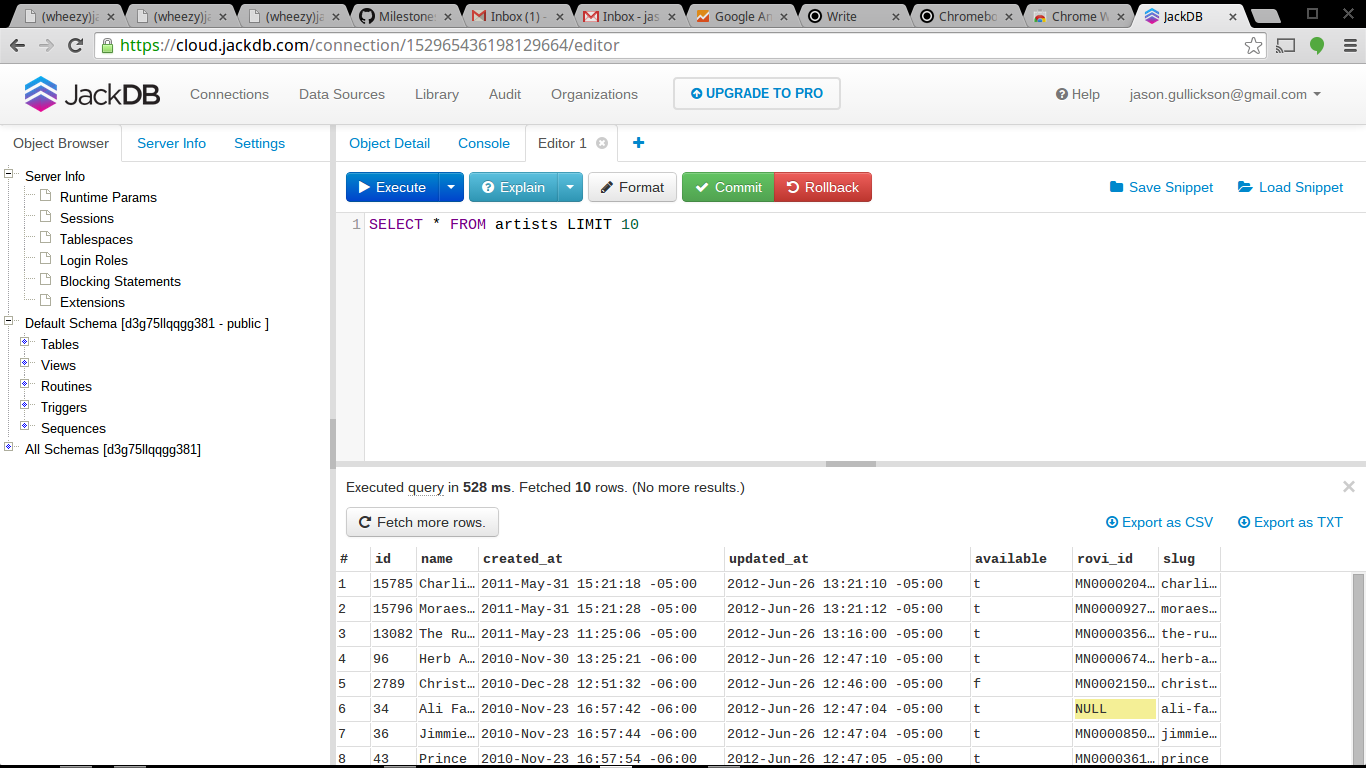 (wheezy)ja (wheezy)ja (wheezy)ja Milestone Inbox (1) - Inbox - jas Google An Write Chromebo Chrome W JackDB
https://cloud.jackdb.com/connection/152965436198129664/editor
JackDB Connections Data Sources Library Audit Organizations UPGRADE TO PRO Help jason.gullickson@gmail.com
Object Browser Server Info Settings Object Detail Console Editor 1
Execute Explain Format Commit Rollback Save Snippet Load Snippet
Server Info
Runtime Params
Sessions
Tablespaces
Login Roles
Blocking Statements
Extensions
Default Schema [d3g75llqqgg381 - public ]
Tables
Views
Routines
Triggers
Sequences
All Schemas [d3g75llqqgg381]
1 SELECT * FROM artists LIMIT 10
Executed query in 528 ms. Fetched 10 rows. (No more results.)
Fetch more rows. Export as CSV Export as TXT
# id name created_at updated_at available rovi_id slug
1 15785 Charli… 2011-May-31 15:21:18 -05:00 2012-Jun-26 13:21:10 -05:00 t MN0000204… charli…
2 15796 Moraes… 2011-May-31 15:21:28 -05:00 2012-Jun-26 13:21:12 -05:00 t MN0000927… moraes…
3 13082 The Ru… 2011-May-23 11:25:06 -05:00 2012-Jun-26 13:16:00 -05:00 t MN0000356… the-ru…
4 96 Herb A… 2010-Nov-30 13:25:21 -06:00 2012-Jun-26 12:47:10 -05:00 t MN0000674… herb-a…
5 2789 Christ… 2010-Dec-28 12:51:32 -06:00 2012-Jun-26 12:46:00 -05:00 f MN0002150… christ…
6 34 Ali Fa… 2010-Nov-23 16:57:42 -06:00 2012-Jun-26 12:47:04 -05:00 t NULL ali-fa…
7 36 Jimmie… 2010-Nov-23 16:57:44 -06:00 2012-Jun-26 12:47:04 -05:00 t MN0000850… jimmie…
8 43 Prince 2010-Nov-23 16:57:54 -06:00 2012-Jun-26 12:47:05 -05:00 t MN0000361… prince